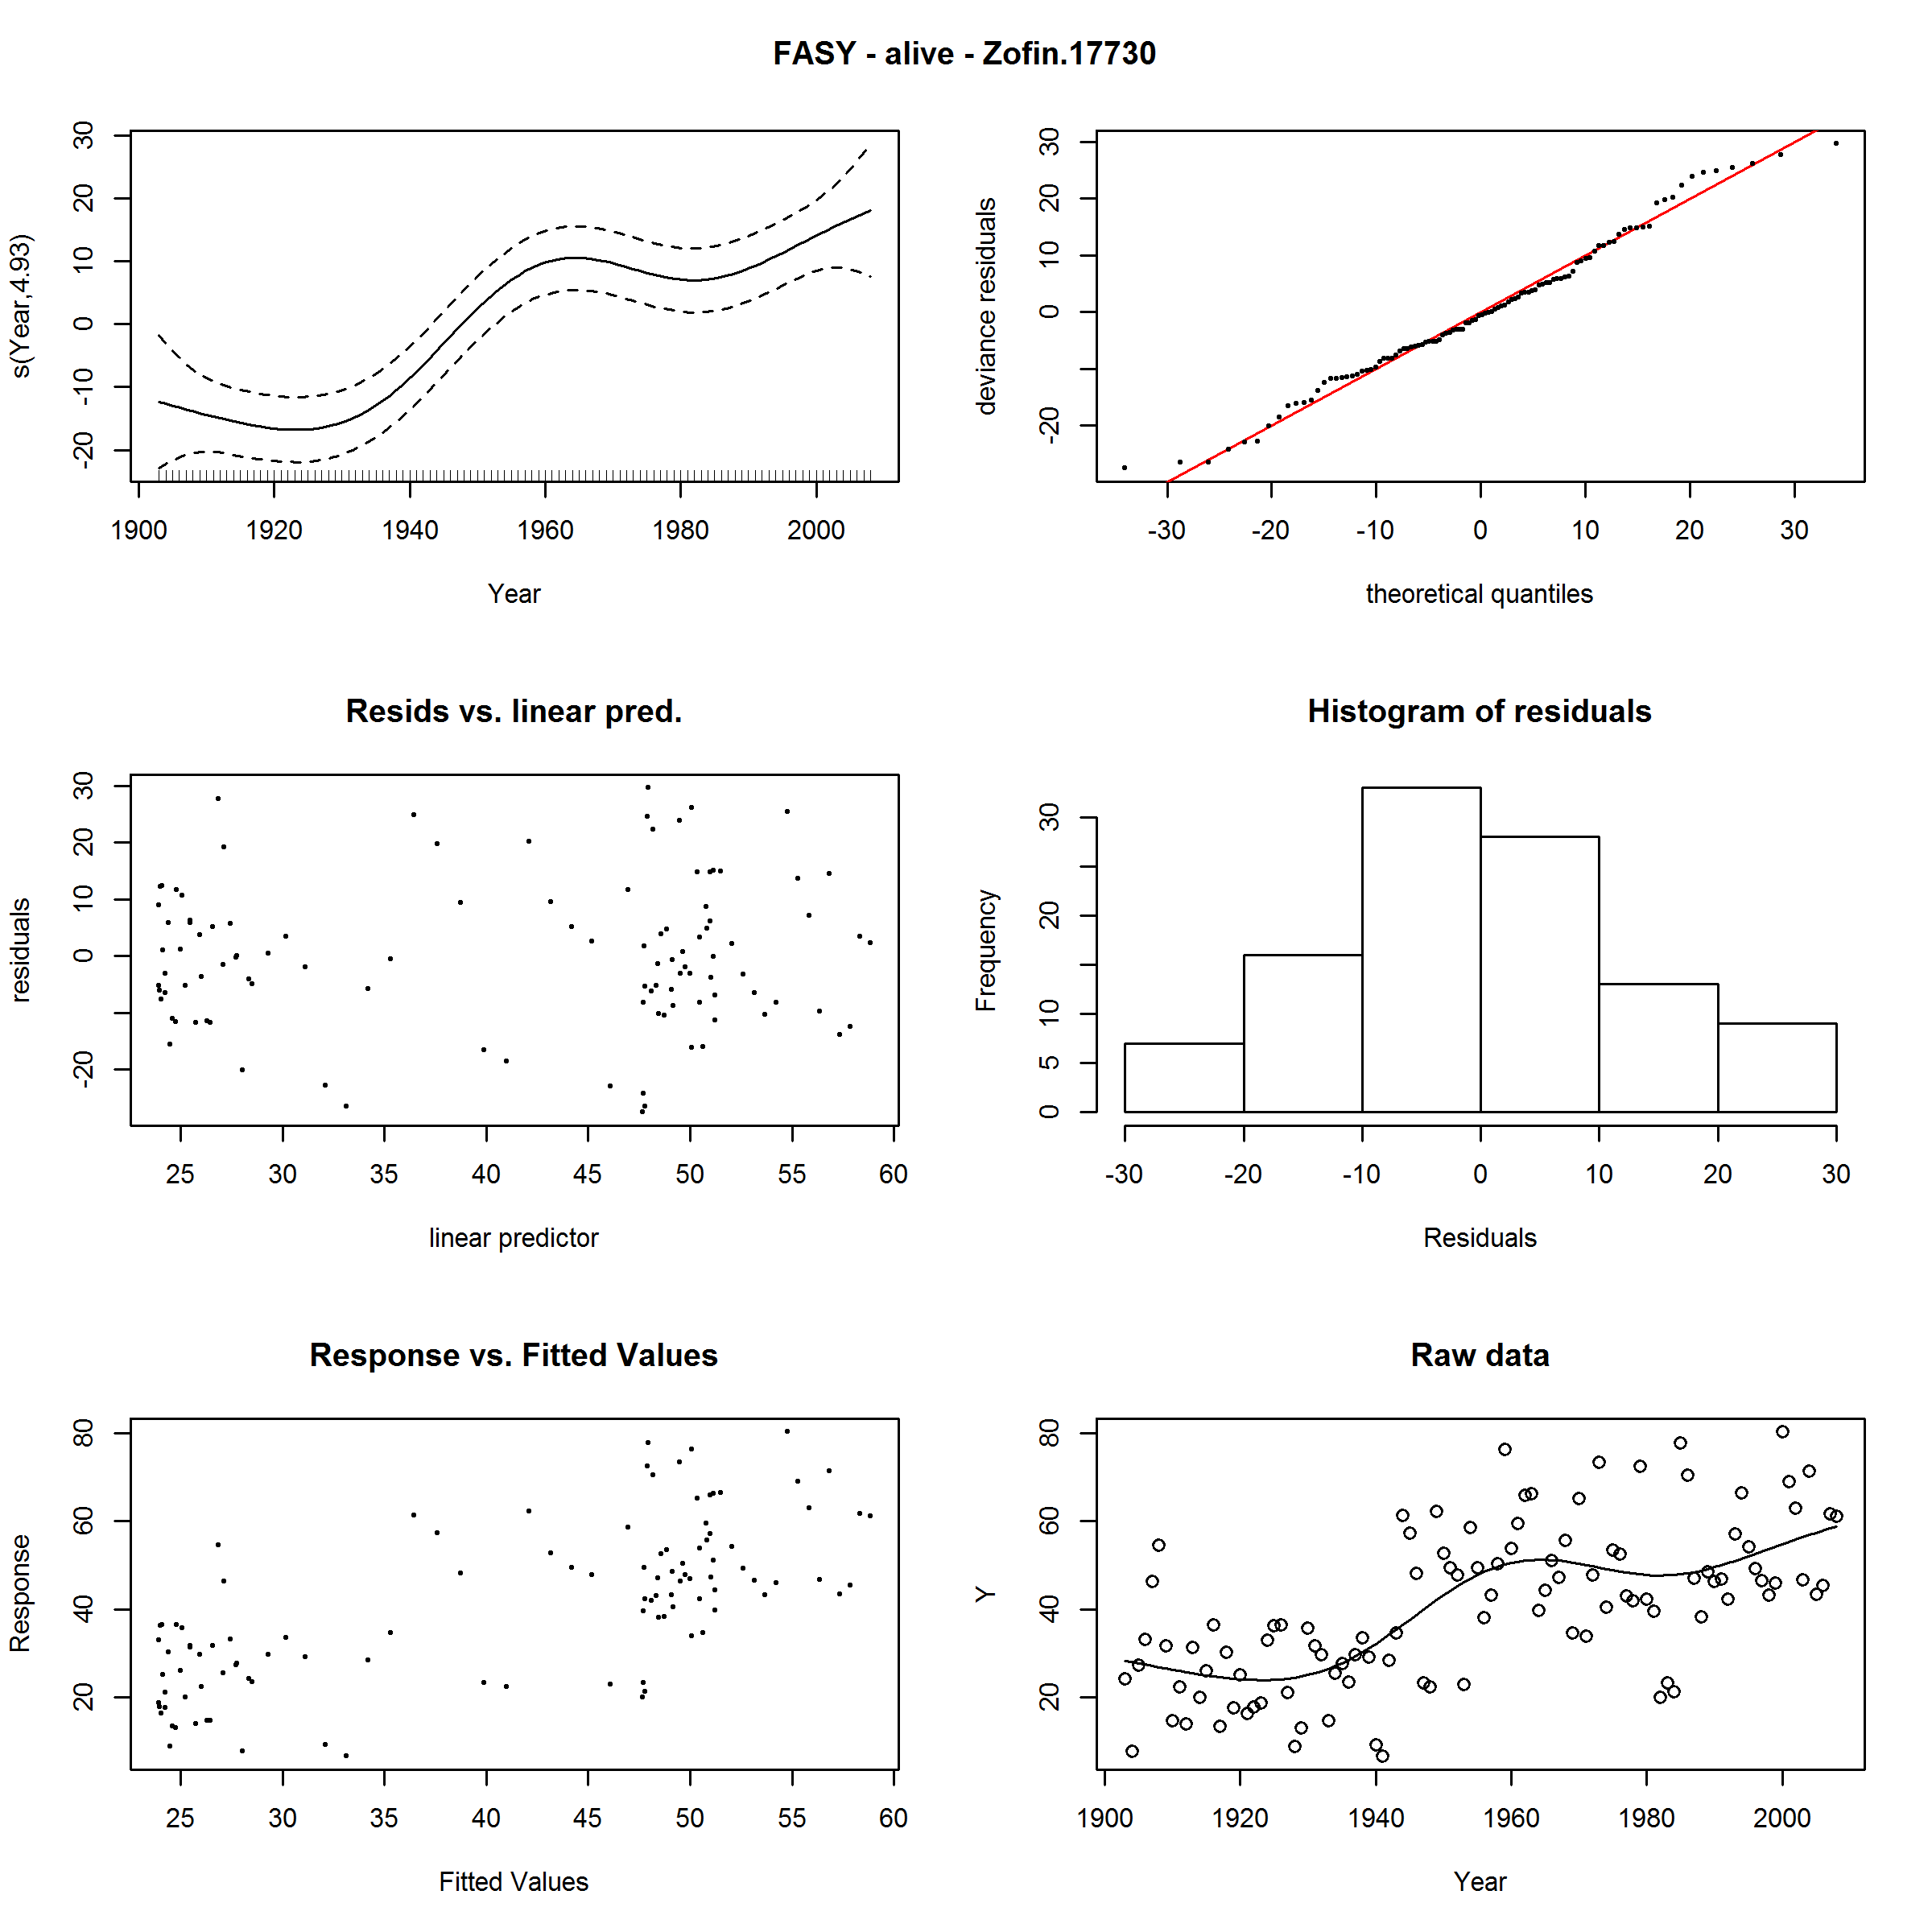 FASY - alive - Zofin.17730
s(Year,4.93)
30
20
10
0
-10
-20
1900 1920 1940 1960 1980 2000
Year
deviance residuals
30
20
10
0
-20
-30 -20 -10 0 10 20 30
theoretical quantiles
Resids vs. linear pred.
residuals
30
20
10
0
-20
25 30 35 40 45 50 55 60
linear predictor
Histogram of residuals
Frequency
30
20
10
5
0
-30 -20 -10 0 10 20 30
Residuals
Response vs. Fitted Values
Response
80
60
40
20
25 30 35 40 45 50 55 60
Fitted Values
Raw data
Y
80
60
40
20
1900 1920 1940 1960 1980 2000
Year